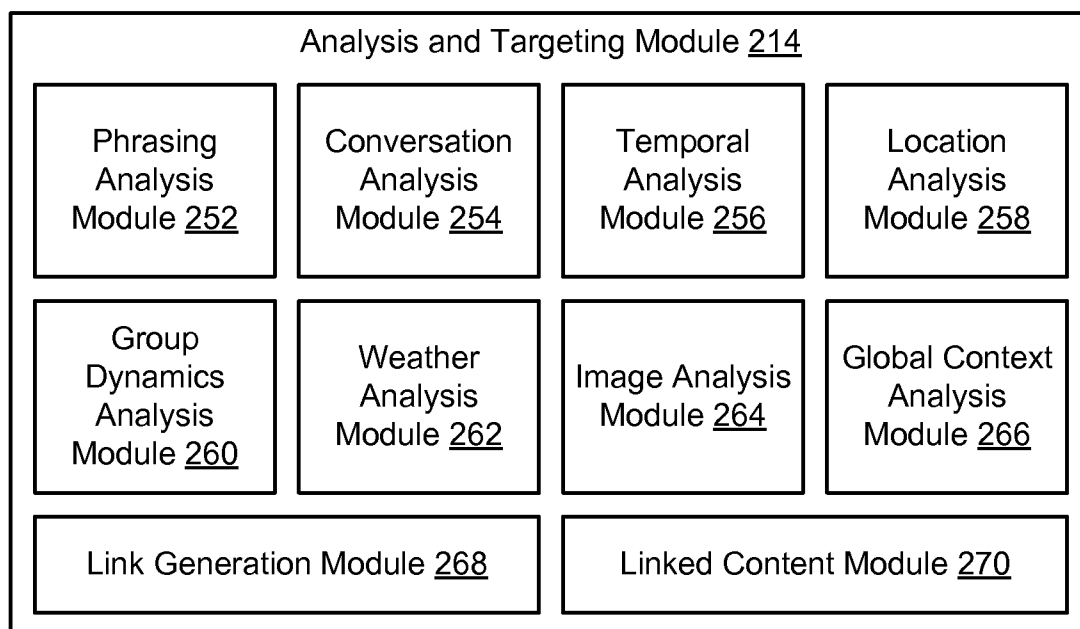 Analysis and Targeting Module 214
Phrasing
Analysis
Module 252
Conversation
Analysis
Module 254
Temporal
Analysis
Module 256
Location
Analysis
Module 258
Group
Dynamics
Analysis
Module 260
Weather
Analysis
Module 262
Image Analysis
Module 264
Global Context
Analysis
Module 266
Link Generation Module 268
Linked Content Module 270